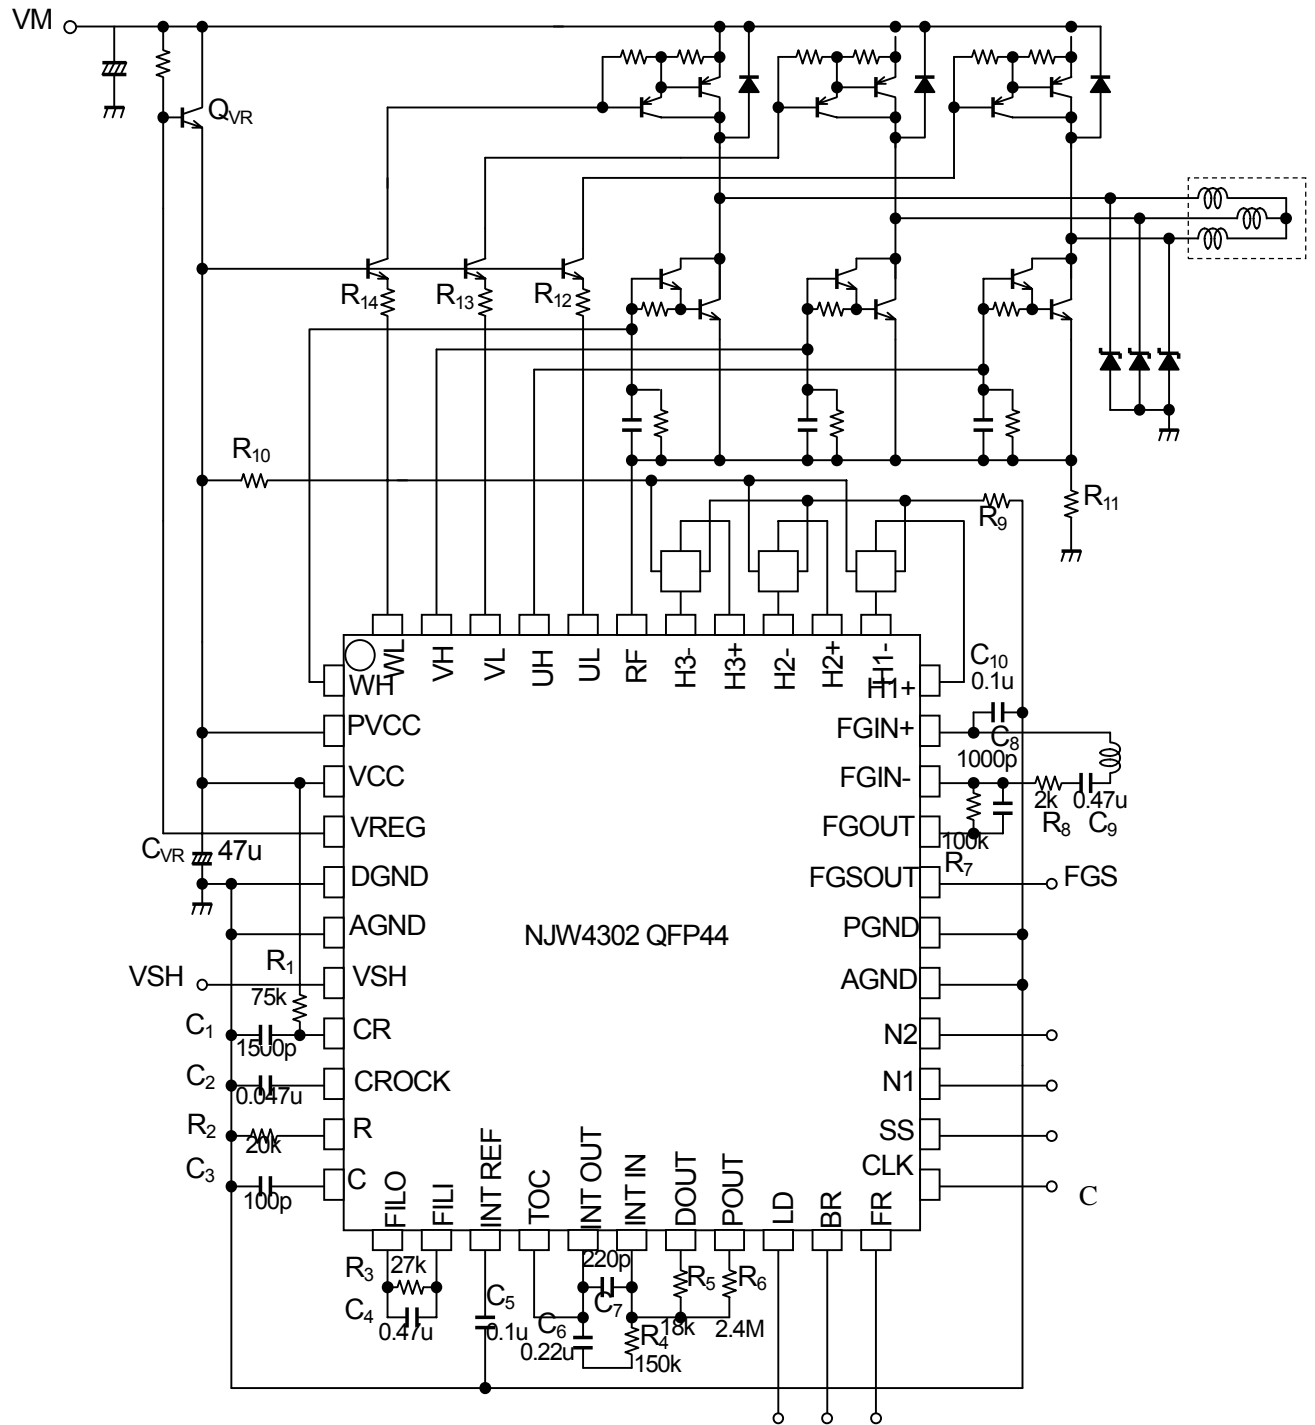 VM
QVR
R14
R13
R12
R10
R9
R11
WL
VH
VL
UH
UL
RF
H3-
H3+
H2-
H2+
H1-
H1+
WH
PVCC
VCC
VREG
DGND
AGND
VSH
CR
CROCK
R
C
CVR 47u
VSH
R1
75k
C1
1500p
C2
0.047u
R2
20k
C3
100p
NJW4302 QFP44
C10
0.1u
FGIN+
C8
1000p
FGIN-
2k
0.47u
R8
C9
FGOUT
100k
R7
FGSOUT
FGS
PGND
AGND
N2
N1
SS
CLK
C
FILO
FILI
INT REF
TOC
INT OUT
INT IN
DOUT
POUT
LD
BR
FR
R3
27k
C4
0.47u
C5
0.1u
C6
0.22u
220p
C7
R4
150k
R5
18k
R6
2.4M